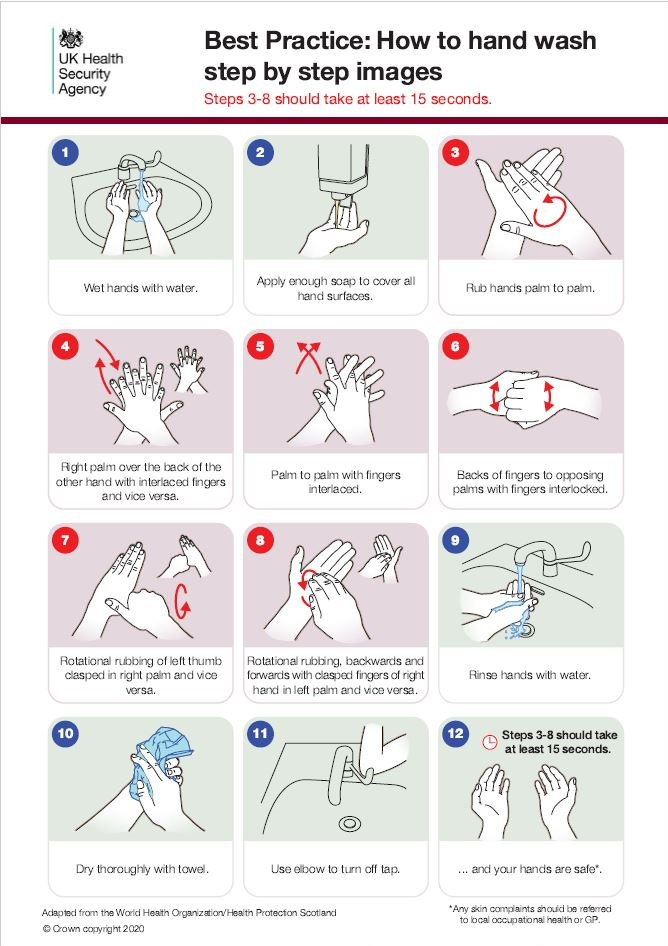 UK Health
Security
Agency
Best Practice: How to hand wash
step by step images
Steps 3-8 should take at least 15 seconds.
1
Wet hands with water.
2
Apply enough soap to cover all
hand surfaces.
3
Rub hands palm to palm.
4
Right palm over the back of the
other hand with interlaced fingers
and vice versa.
5
Palm to palm with fingers
interlaced.
6
Backs of fingers to opposing
palms with fingers interlocked.
7
Rotational rubbing of left thumb
clasped in right palm and vice
versa.
8
Rotational rubbing, backwards and
forwards with clasped fingers of right
hand in left palm and vice versa.
9
Rinse hands with water.
10
Dry thoroughly with towel.
11
Use elbow to turn off tap.
12
Steps 3-8 should take
at least 15 seconds.
... and your hands are safe*.
Adapted from the World Health Organization/Health Protection Scotland
© Crown copyright 2020
*Any skin complaints should be referred
to local occupational health or GP.